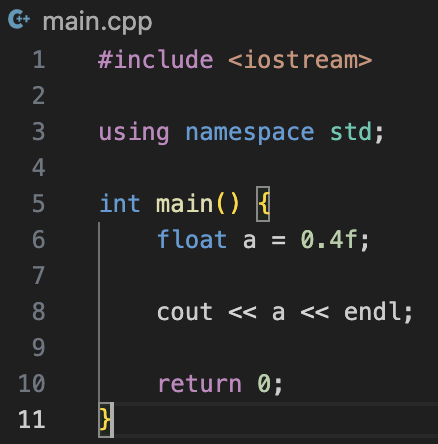 main.cpp
1 #include <iostream>
2
3 using namespace std;
4
5 int main() {
6     float a = 0.4f;
7
8     cout << a << endl;
9
10     return 0;
11 }